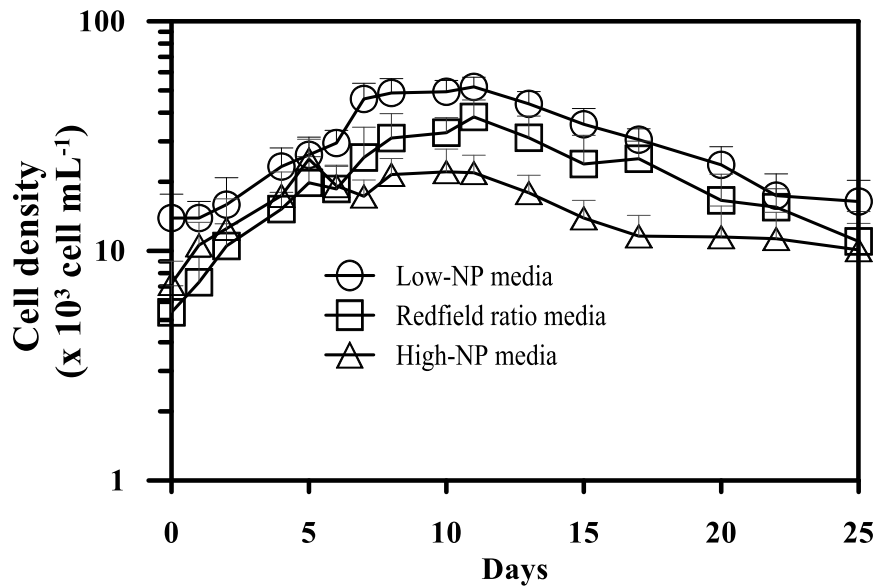 100
10
1
Cell density
(x 10³ cell mL⁻¹)
Low-NP media
Redfield ratio media
High-NP media
0 5 10 15 20 25
Days